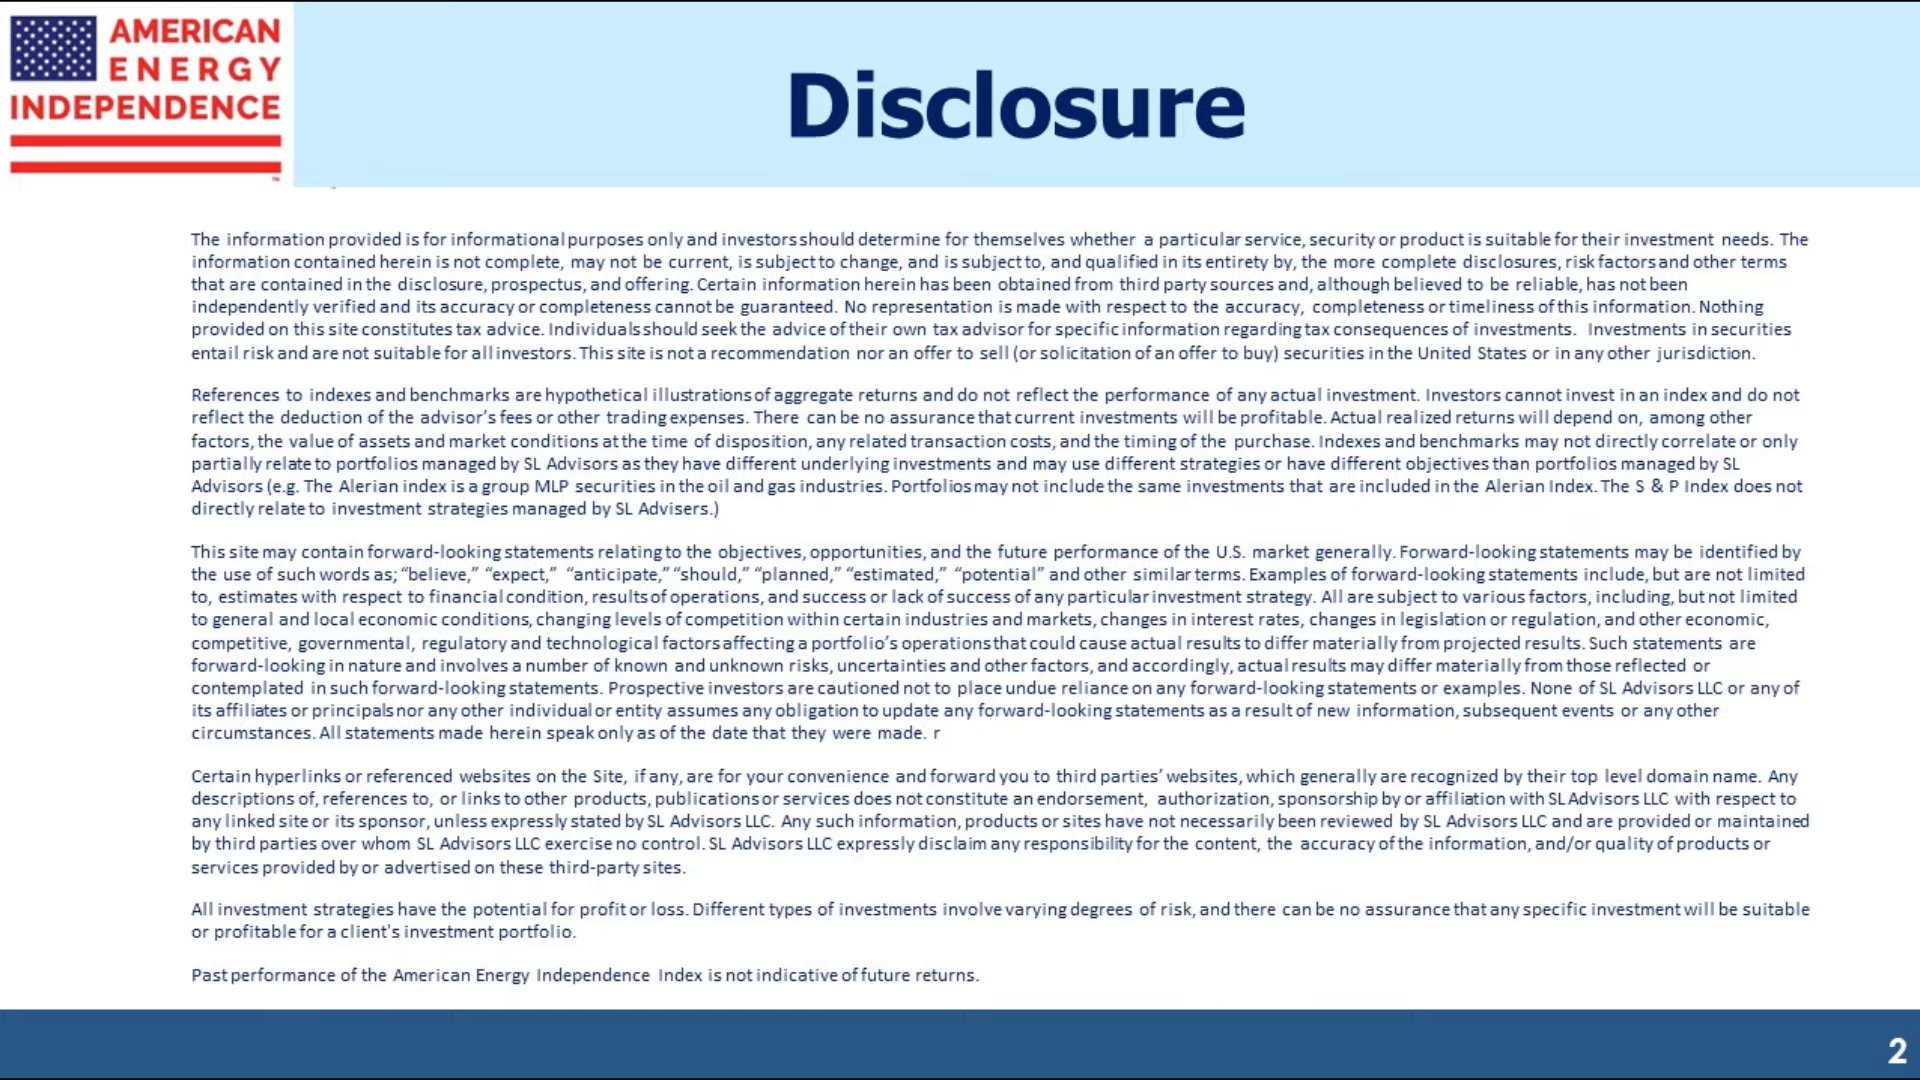 AMERICAN
ENERGY
INDEPENDENCE
™
Disclosure
The information provided is for informational purposes only and investors should determine for themselves whether a particular service, security or product is suitable for their investment needs. The
information contained herein is not complete, may not be current, is subject to change, and is subject to, and qualified in its entirety by, the more complete disclosures, risk factors and other terms
that are contained in the disclosure, prospectus, and offering. Certain information herein has been obtained from third party sources and, although believed to be reliable, has not been
independently verified and its accuracy or completeness cannot be guaranteed. No representation is made with respect to the accuracy, completeness or timeliness of this information. Nothing
provided on this site constitutes tax advice. Individuals should seek the advice of their own tax advisor for specific information regarding tax consequences of investments. Investments in securities
entail risk and are not suitable for all investors. This site is not a recommendation nor an offer to sell (or solicitation of an offer to buy) securities in the United States or in any other jurisdiction.
References to indexes and benchmarks are hypothetical illustrations of aggregate returns and do not reflect the performance of any actual investment. Investors cannot invest in an index and do not
reflect the deduction of the advisor’s fees or other trading expenses. There can be no assurance that current investments will be profitable. Actual realized returns will depend on, among other
factors, the value of assets and market conditions at the time of disposition, any related transaction costs, and the timing of the purchase. Indexes and benchmarks may not directly correlate or only
partially relate to portfolios managed by SL Advisors as they have different underlying investments and may use different strategies or have different objectives than portfolios managed by SL
Advisors (e.g. The Alerian index is a group MLP securities in the oil and gas industries. Portfolios may not include the same investments that are included in the Alerian Index. The S & P Index does not
directly relate to investment strategies managed by SL Advisers.)
This site may contain forward-looking statements relating to the objectives, opportunities, and the future performance of the U.S. market generally. Forward-looking statements may be identified by
the use of such words as; “believe,” “expect,” “anticipate,” “should,” “planned,” “estimated,” “potential” and other similar terms. Examples of forward-looking statements include, but are not limited
to, estimates with respect to financial condition, results of operations, and success or lack of success of any particular investment strategy. All are subject to various factors, including, but not limited
to general and local economic conditions, changing levels of competition within certain industries and markets, changes in interest rates, changes in legislation or regulation, and other economic,
competitive, governmental, regulatory and technological factors affecting a portfolio’s operations that could cause actual results to differ materially from projected results. Such statements are
forward-looking in nature and involves a number of known and unknown risks, uncertainties and other factors, and accordingly, actual results may differ materially from those reflected or
contemplated in such forward-looking statements. Prospective investors are cautioned not to place undue reliance on any forward-looking statements or examples. None of SL Advisors LLC or any of
its affiliates or principals nor any other individual or entity assumes any obligation to update any forward-looking statements as a result of new information, subsequent events or any other
circumstances. All statements made herein speak only as of the date that they were made. r
Certain hyperlinks or referenced websites on the Site, if any, are for your convenience and forward you to third parties’ websites, which generally are recognized by their top level domain name. Any
descriptions of, references to, or links to other products, publications or services does not constitute an endorsement, authorization, sponsorship by or affiliation with SL Advisors LLC with respect to
any linked site or its sponsor, unless expressly stated by SL Advisors LLC. Any such information, products or sites have not necessarily been reviewed by SL Advisors LLC and are provided or maintained
by third parties over whom SL Advisors LLC exercise no control. SL Advisors LLC expressly disclaim any responsibility for the content, the accuracy of the information, and/or quality of products or
services provided by or advertised on these third-party sites.
All investment strategies have the potential for profit or loss. Different types of investments involve varying degrees of risk, and there can be no assurance that any specific investment will be suitable
or profitable for a client's investment portfolio.
Past performance of the American Energy Independence Index is not indicative of future returns.
2